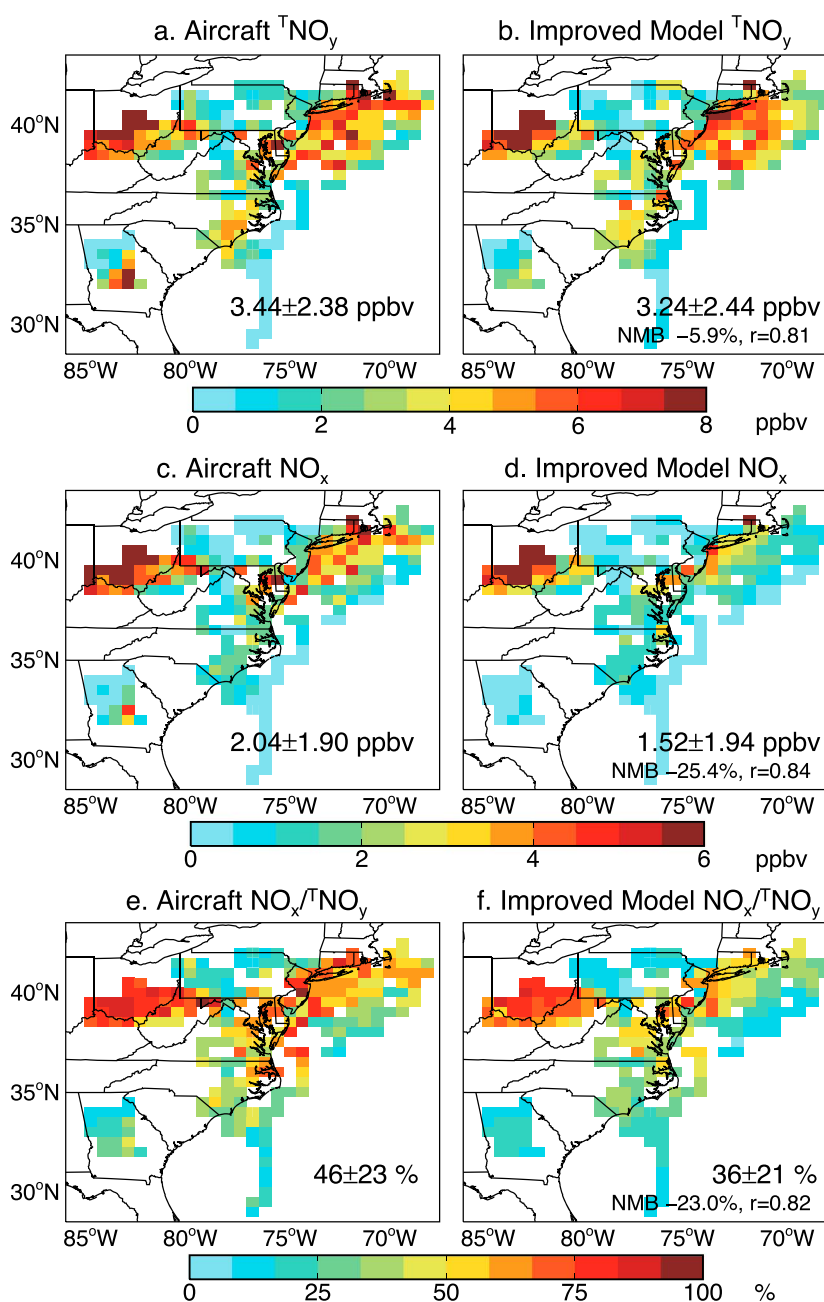 a. Aircraft ᵀNOy
b. Improved Model ᵀNOy
40°N
35°N
30°N
3.44±2.38 ppbv
3.24±2.44 ppbv
NMB −5.9%, r=0.81
85°W 80°W 75°W 70°W
85°W 80°W 75°W 70°W
0 2 4 6 8 ppbv
c. Aircraft NOx
d. Improved Model NOx
40°N
35°N
30°N
2.04±1.90 ppbv
1.52±1.94 ppbv
NMB −25.4%, r=0.84
85°W 80°W 75°W 70°W
85°W 80°W 75°W 70°W
0 2 4 6 ppbv
e. Aircraft NOx/ᵀNOy
f. Improved Model NOx/ᵀNOy
40°N
35°N
30°N
46±23 %
36±21 %
NMB −23.0%, r=0.82
85°W 80°W 75°W 70°W
85°W 80°W 75°W 70°W
0 25 50 75 100 %